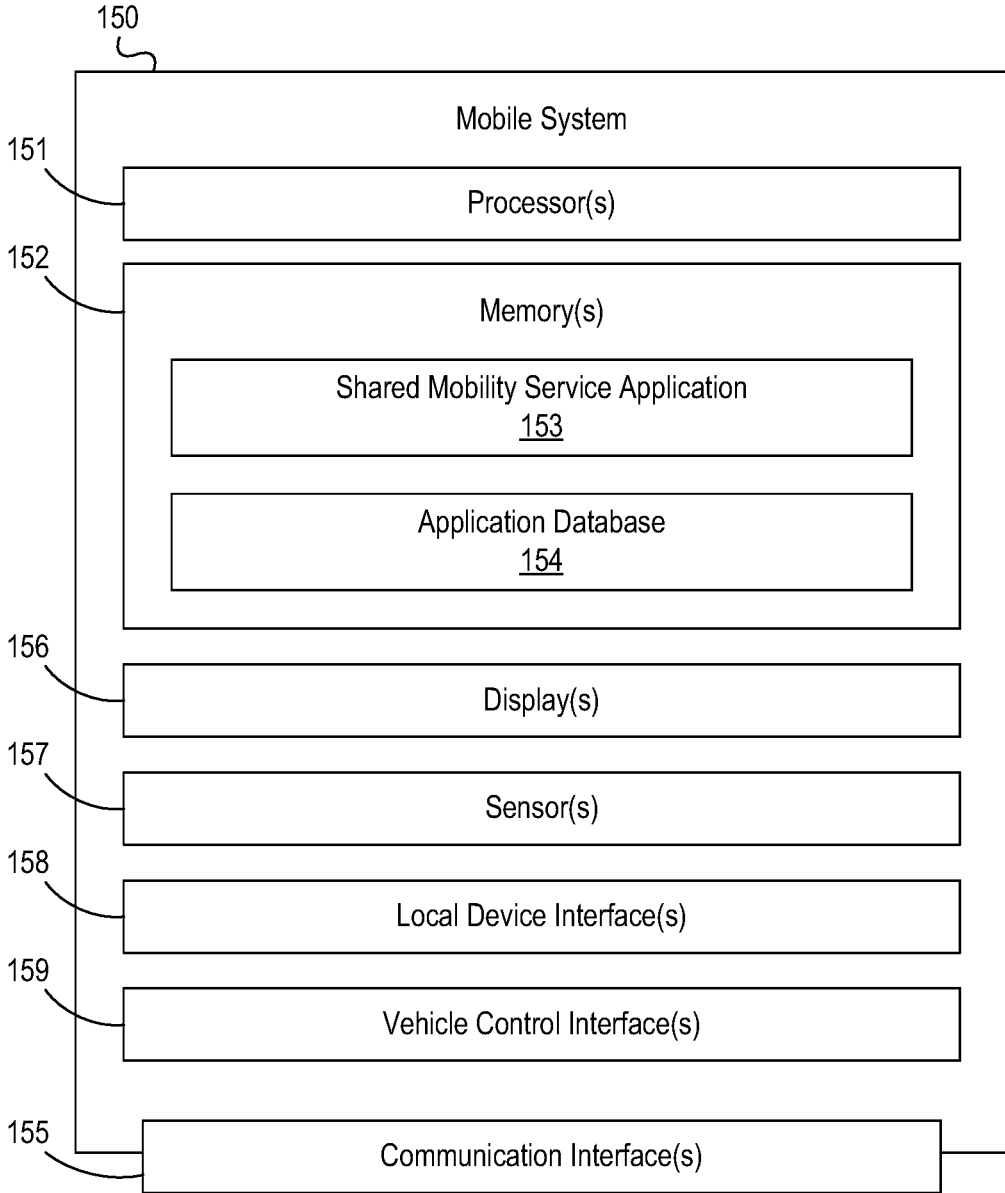 150
Mobile System
151
Processor(s)
152
Memory(s)
Shared Mobility Service Application
153
Application Database
154
156
Display(s)
157
Sensor(s)
158
Local Device Interface(s)
159
Vehicle Control Interface(s)
155
Communication Interface(s)